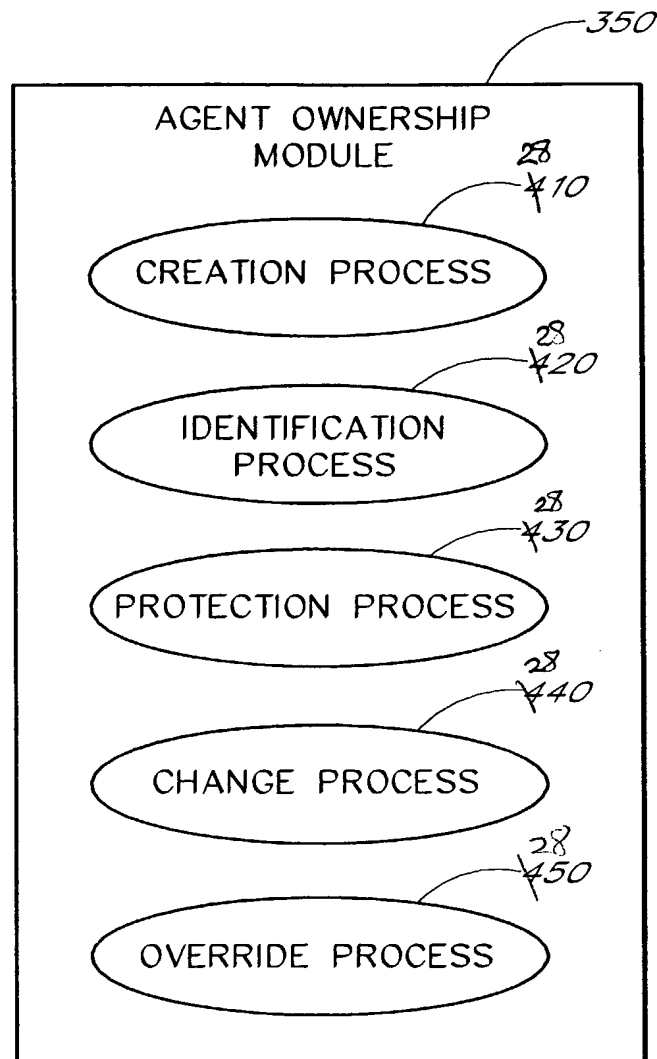 350
AGENT OWNERSHIP
MODULE
28
410
CREATION PROCESS
28
420
IDENTIFICATION
PROCESS
28
430
PROTECTION PROCESS
28
440
CHANGE PROCESS
28
450
OVERRIDE PROCESS